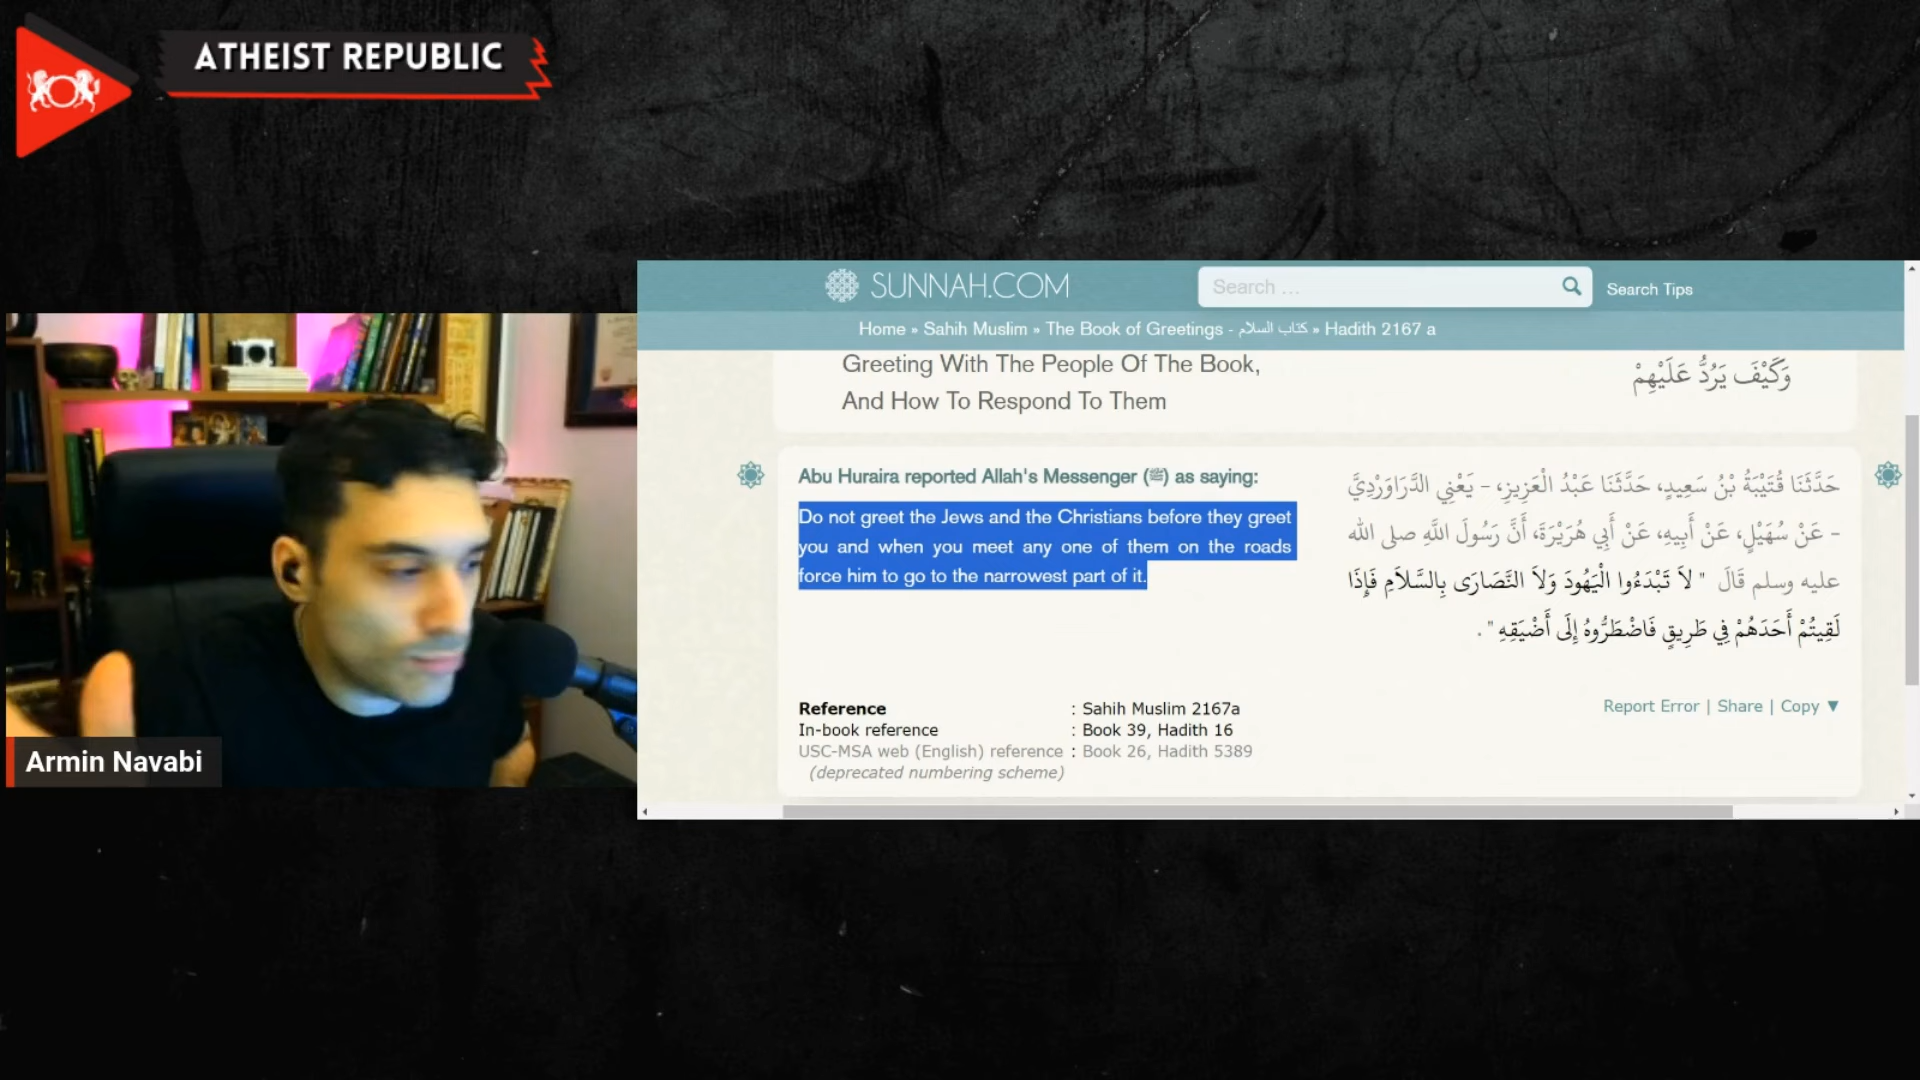 ATHEIST REPUBLIC
SUNNAH.COM
Search ...
Search Tips
Home » Sahih Muslim » The Book of Greetings - كتاب السلام » Hadith 2167 a
Greeting With The People Of The Book,
And How To Respond To Them
وَكَيْفَ يَرُدُّ عَلَيْهِمْ
Abu Huraira reported Allah's Messenger (ﷺ) as saying:
Do not greet the Jews and the Christians before they greet
you and when you meet any one of them on the roads
force him to go to the narrowest part of it.
حَدَّثَنَا قُتَيْبَةُ بْنُ سَعِيدٍ، حَدَّثَنَا عَبْدُ الْعَزِيزِ، - يَعْنِي الدَّرَاوَرْدِيَّ
- عَنْ سُهَيْلٍ، عَنْ أَبِيهِ، عَنْ أَبِي هُرَيْرَةَ، أَنَّ رَسُولَ اللَّهِ صلى الله
عليه وسلم قَالَ " لاَ تَبْدَءُوا الْيَهُودَ وَلاَ النَّصَارَى بِالسَّلاَمِ فَإِذَا
لَقِيتُمْ أَحَدَهُمْ فِي طَرِيقٍ فَاضْطَرُّوهُ إِلَى أَضْيَقِهِ " .
Reference : Sahih Muslim 2167a
In-book reference : Book 39, Hadith 16
USC-MSA web (English) reference : Book 26, Hadith 5389
(deprecated numbering scheme)
Report Error | Share | Copy ▼
Armin Navabi